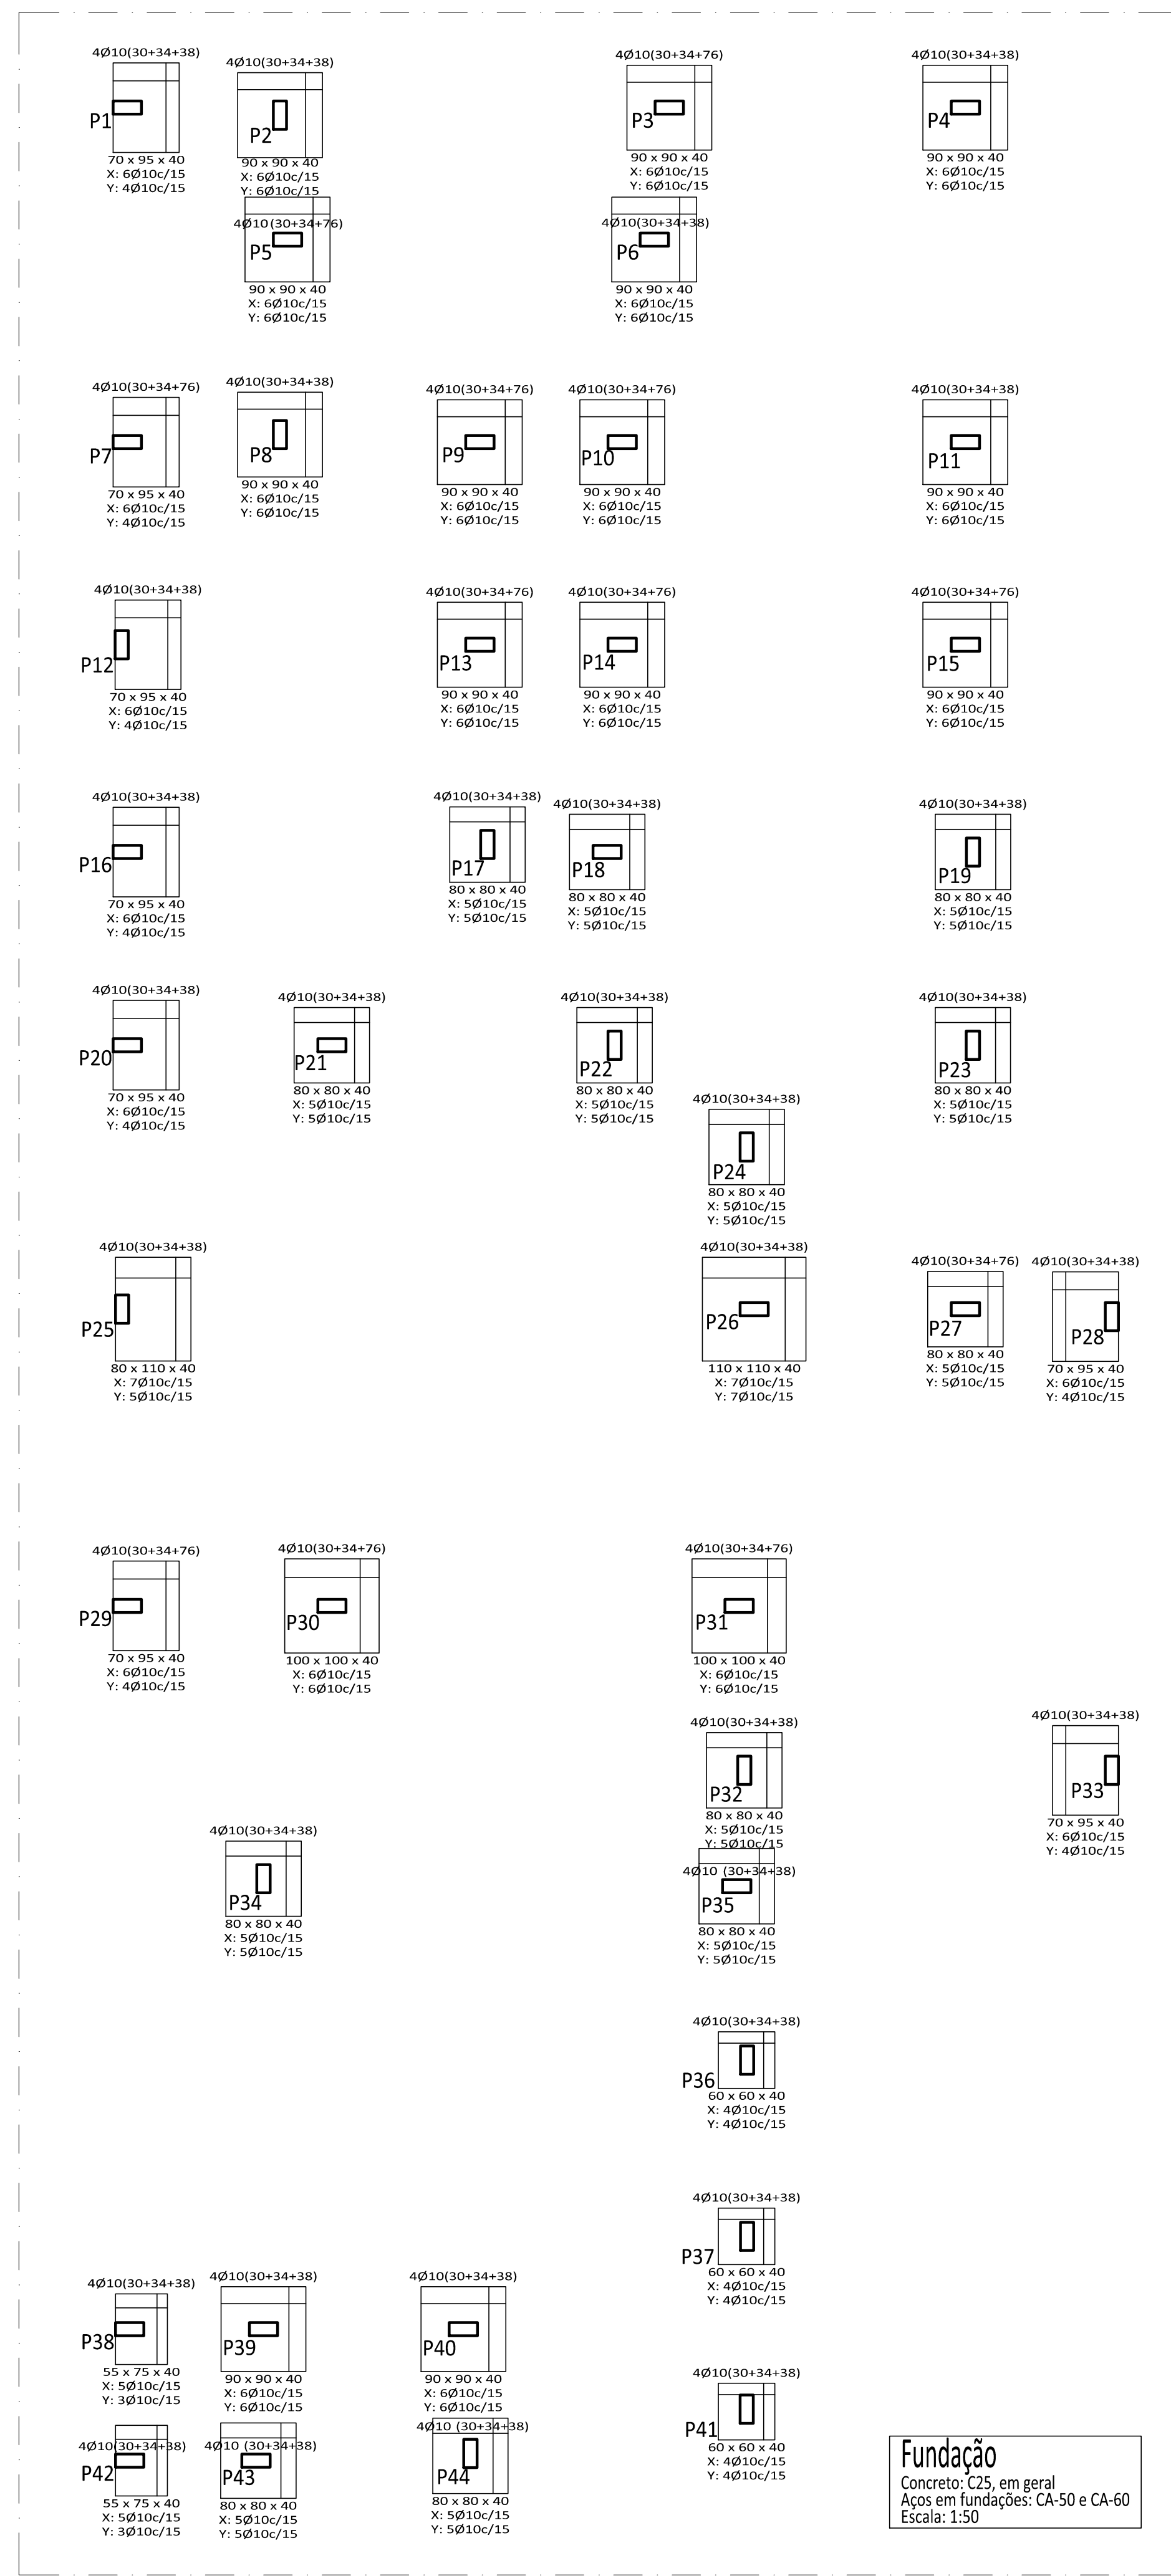 4Ø10(30+34+38)
P1
70 x 95 x 40
X: 6Ø10c/15
Y: 4Ø10c/15
4Ø10(30+34+38)
P2
90 x 90 x 40
X: 6Ø10c/15
Y: 6Ø10c/15
4Ø10(30+34+76)
P3
90 x 90 x 40
X: 6Ø10c/15
Y: 6Ø10c/15
4Ø10(30+34+38)
P4
90 x 90 x 40
X: 6Ø10c/15
Y: 6Ø10c/15
4Ø10(30+34+76)
P5
90 x 90 x 40
X: 6Ø10c/15
Y: 6Ø10c/15
4Ø10(30+34+38)
P6
90 x 90 x 40
X: 6Ø10c/15
Y: 6Ø10c/15
4Ø10(30+34+76)
P7
70 x 95 x 40
X: 6Ø10c/15
Y: 4Ø10c/15
4Ø10(30+34+38)
P8
90 x 90 x 40
X: 6Ø10c/15
Y: 6Ø10c/15
4Ø10(30+34+76)
P9
90 x 90 x 40
X: 6Ø10c/15
Y: 6Ø10c/15
4Ø10(30+34+76)
P10
90 x 90 x 40
X: 6Ø10c/15
Y: 6Ø10c/15
4Ø10(30+34+38)
P11
90 x 90 x 40
X: 6Ø10c/15
Y: 6Ø10c/15
4Ø10(30+34+38)
P12
70 x 95 x 40
X: 6Ø10c/15
Y: 4Ø10c/15
4Ø10(30+34+76)
P13
90 x 90 x 40
X: 6Ø10c/15
Y: 6Ø10c/15
4Ø10(30+34+76)
P14
90 x 90 x 40
X: 6Ø10c/15
Y: 6Ø10c/15
4Ø10(30+34+76)
P15
90 x 90 x 40
X: 6Ø10c/15
Y: 6Ø10c/15
4Ø10(30+34+38)
P16
70 x 95 x 40
X: 6Ø10c/15
Y: 4Ø10c/15
4Ø10(30+34+38)
P17
80 x 80 x 40
X: 5Ø10c/15
Y: 5Ø10c/15
4Ø10(30+34+38)
P18
80 x 80 x 40
X: 5Ø10c/15
Y: 5Ø10c/15
4Ø10(30+34+38)
P19
80 x 80 x 40
X: 5Ø10c/15
Y: 5Ø10c/15
4Ø10(30+34+38)
P20
70 x 95 x 40
X: 6Ø10c/15
Y: 4Ø10c/15
4Ø10(30+34+38)
P21
80 x 80 x 40
X: 5Ø10c/15
Y: 5Ø10c/15
4Ø10(30+34+38)
P22
80 x 80 x 40
X: 5Ø10c/15
Y: 5Ø10c/15
4Ø10(30+34+38)
P23
80 x 80 x 40
X: 5Ø10c/15
Y: 5Ø10c/15
4Ø10(30+34+38)
P24
80 x 80 x 40
X: 5Ø10c/15
Y: 5Ø10c/15
4Ø10(30+34+38)
P25
80 x 110 x 40
X: 7Ø10c/15
Y: 5Ø10c/15
4Ø10(30+34+38)
P26
110 x 110 x 40
X: 7Ø10c/15
Y: 7Ø10c/15
4Ø10(30+34+76)
P27
80 x 80 x 40
X: 5Ø10c/15
Y: 5Ø10c/15
4Ø10(30+34+38)
P28
70 x 95 x 40
X: 6Ø10c/15
Y: 4Ø10c/15
4Ø10(30+34+76)
P29
70 x 95 x 40
X: 6Ø10c/15
Y: 4Ø10c/15
4Ø10(30+34+76)
P30
100 x 100 x 40
X: 6Ø10c/15
Y: 6Ø10c/15
4Ø10(30+34+76)
P31
100 x 100 x 40
X: 6Ø10c/15
Y: 6Ø10c/15
4Ø10(30+34+38)
P32
80 x 80 x 40
X: 5Ø10c/15
Y: 5Ø10c/15
4Ø10(30+34+38)
P33
70 x 95 x 40
X: 6Ø10c/15
Y: 4Ø10c/15
4Ø10(30+34+38)
P34
80 x 80 x 40
X: 5Ø10c/15
Y: 5Ø10c/15
4Ø10 (30+34+38)
P35
80 x 80 x 40
X: 5Ø10c/15
Y: 5Ø10c/15
4Ø10(30+34+38)
P36
60 x 60 x 40
X: 4Ø10c/15
Y: 4Ø10c/15
4Ø10(30+34+38)
P37
60 x 60 x 40
X: 4Ø10c/15
Y: 4Ø10c/15
4Ø10(30+34+38)
P38
55 x 75 x 40
X: 5Ø10c/15
Y: 3Ø10c/15
4Ø10(30+34+38)
P39
90 x 90 x 40
X: 6Ø10c/15
Y: 6Ø10c/15
4Ø10(30+34+38)
P40
90 x 90 x 40
X: 6Ø10c/15
Y: 6Ø10c/15
4Ø10(30+34+38)
P41
60 x 60 x 40
X: 4Ø10c/15
Y: 4Ø10c/15
4Ø10(30+34+38)
P42
55 x 75 x 40
X: 5Ø10c/15
Y: 3Ø10c/15
4Ø10 (30+34+38)
P43
80 x 80 x 40
X: 5Ø10c/15
Y: 5Ø10c/15
4Ø10 (30+34+38)
P44
80 x 80 x 40
X: 5Ø10c/15
Y: 5Ø10c/15
Fundação
Concreto: C25, em geral
Aços em fundações: CA-50 e CA-60
Escala: 1:50